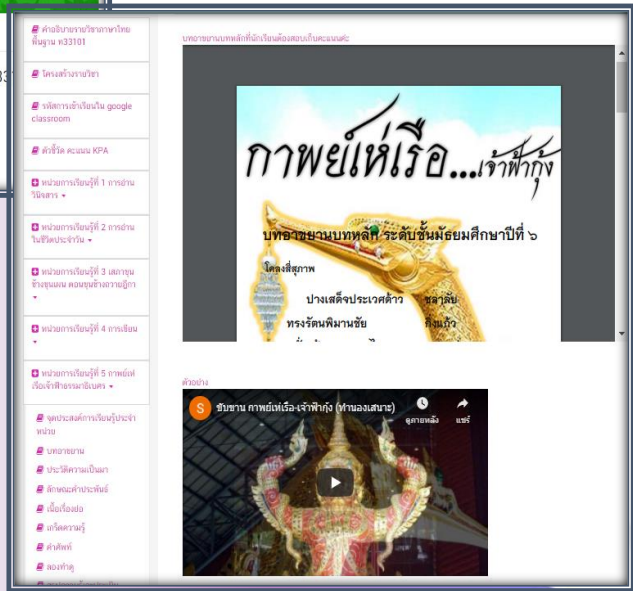 คำอธิบายรายวิชาภาษาไทย
พื้นฐาน ท33101
โครงสร้างรายวิชา
รหัสการเข้าเรียนใน google
classroom
ตัวชี้วัด คะแนน KPA
หน่วยการเรียนรู้ที่ 1 การอ่าน
วินิจสาร
หน่วยการเรียนรู้ที่ 2 การอ่าน
ในชีวิตประจำวัน
หน่วยการเรียนรู้ที่ 3 เสภาขุน
ช้างขุนแผน ตอนขุนช้างถวายฎีกา
หน่วยการเรียนรู้ที่ 4 การเขียน
หน่วยการเรียนรู้ที่ 5 กาพย์เห่
เรือเจ้าฟ้าธรรมาธิเบศร
จุดประสงค์การเรียนรู้ประจำ
หน่วย
บทอาขยาน
ประวัติความเป็นมา
ลักษณะคำประพันธ์
เนื้อเรื่องย่อ
เกร็ดความรู้
คำศัพท์
ลองทำดู
บทอาขยานบทหลักที่นักเรียนต้องสอบเก็บคะแนนค่ะ
กาพย์เห่เรือ...เจ้าฟ้ากุ้ง
บทอาขยานบทหลัก ระดับชั้นมัธยมศึกษาปีที่ ๖
โคลงสี่สุภาพ
ปางเสด็จประเวศด้าว ชลาลัย
ทรงรัตนพิมานชัย กิ่งแก้ว
ตัวอย่าง
S ขับขาน กาพย์เห่เรือ-เจ้าฟ้ากุ้ง (ทำนองเสนาะ)
ดูภายหลัง แชร์